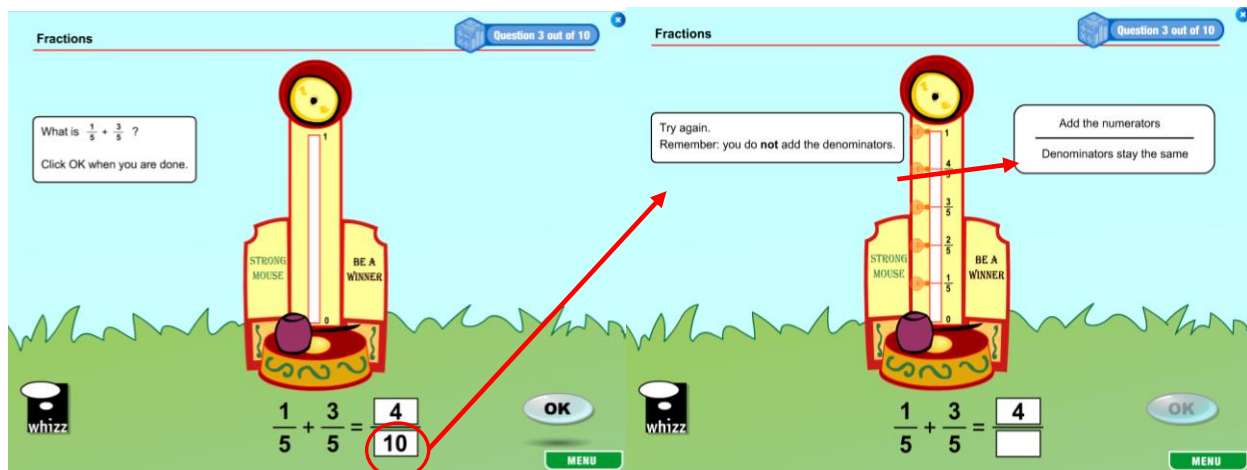 Fractions
Question 3 out of 10
What is 1/5 + 3/5 ?
Click OK when you are done.
1
STRONG
MOUSE
BE A
WINNER
0
whizz
1/5 + 3/5 = 4/10
OK
MENU
Fractions
Question 3 out of 10
Try again.
Remember: you do not add the denominators.
Add the numerators
Denominators stay the same
1
4/5
3/5
2/5
1/5
0
STRONG
MOUSE
BE A
WINNER
whizz
1/5 + 3/5 = 4/
OK
MENU